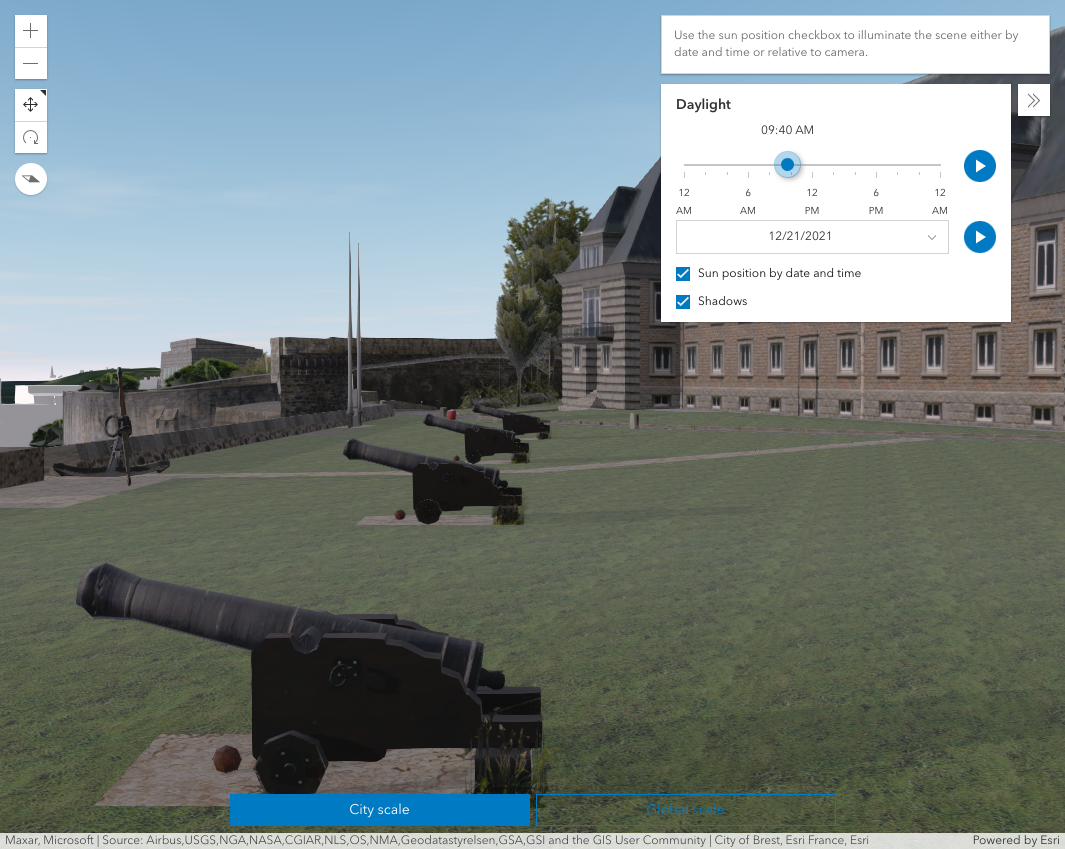 Use the sun position checkbox to illuminate the scene either by
date and time or relative to camera.
Daylight
09:40 AM
12 6 12 6 12
AM AM PM PM AM
12/21/2021
Sun position by date and time
Shadows
City scale
Global scale
Maxar, Microsoft | Source: Airbus,USGS,NGA,NASA,CGIAR,NLS,OS,NMA,Geodatastyrelsen,GSA,GSI and the GIS User Community | City of Brest, Esri France, Esri
Powered by Esri